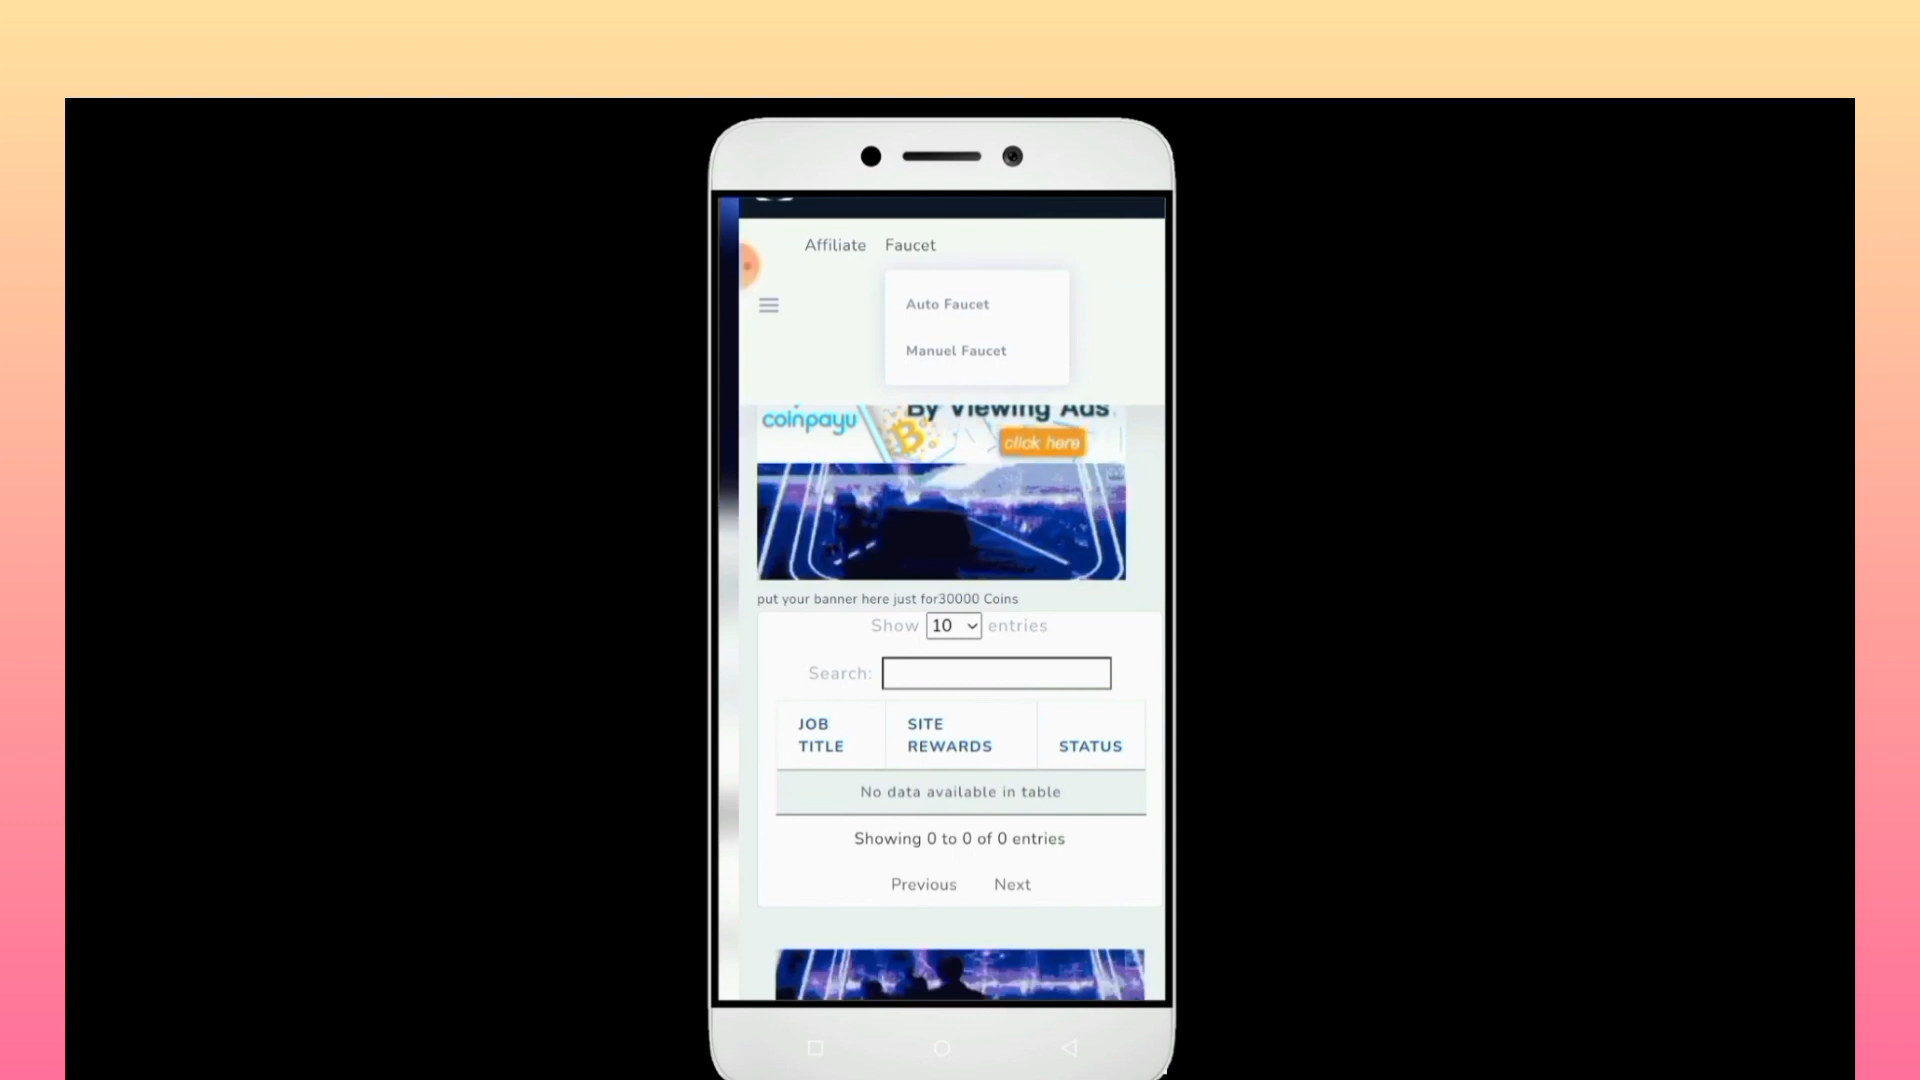 Affiliate Faucet
Auto Faucet
Manuel Faucet
coinpayu By Viewing Ads
click here
put your banner here just for30000 Coins
Show 10 entries
Search:
JOB TITLE
SITE REWARDS
STATUS
No data available in table
Showing 0 to 0 of 0 entries
Previous Next